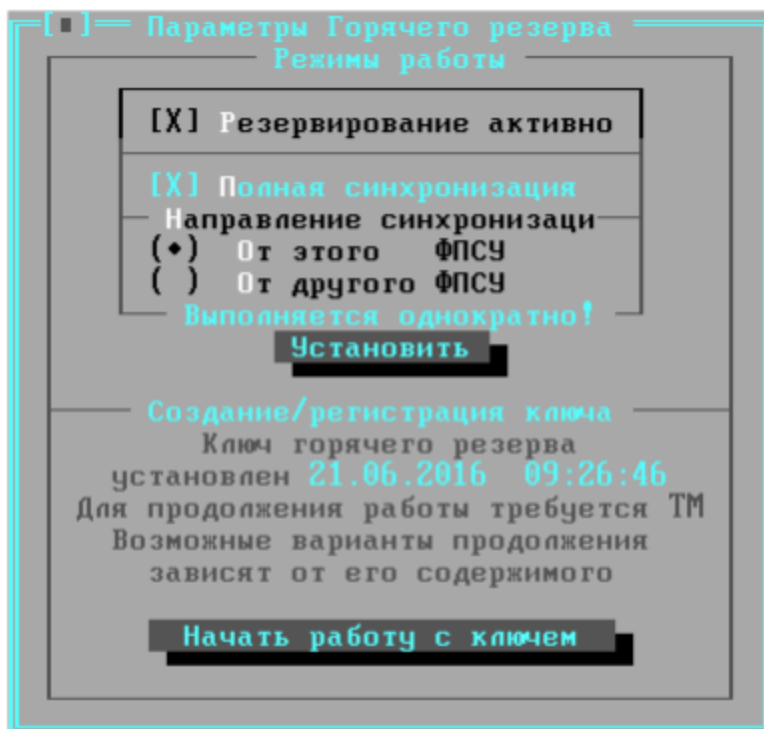 [■] Параметры Горячего резерва
Режимы работы
[X] Резервирование активно
[X] Полная синхронизация
Направление синхронизаци
(•) От этого ФПСУ
( ) От другого ФПСУ
Выполняется однократно!
Установить
Создание/регистрация ключа
Ключ горячего резерва
установлен 21.06.2016 09:26:46
Для продолжения работы требуется ТМ
Возможные варианты продолжения
зависят от его содержимого
Начать работу с ключем